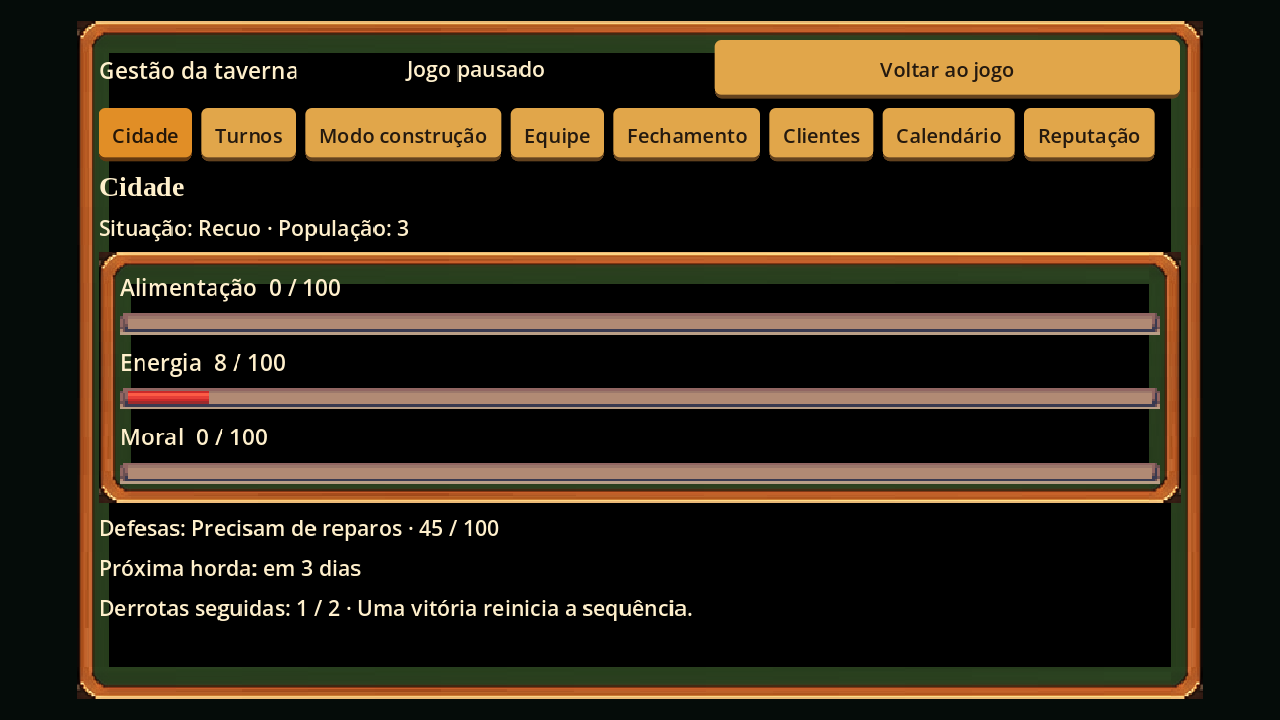 Gestão da taverna
Jogo pausado
Voltar ao jogo
Cidade
Turnos
Modo construção
Equipe
Fechamento
Clientes
Calendário
Reputação
Cidade
Situação: Recuo · População: 3
Alimentação 0 / 100
Energia 8 / 100
Moral 0 / 100
Defesas: Precisam de reparos · 45 / 100
Próxima horda: em 3 dias
Derrotas seguidas: 1 / 2 · Uma vitória reinicia a sequência.